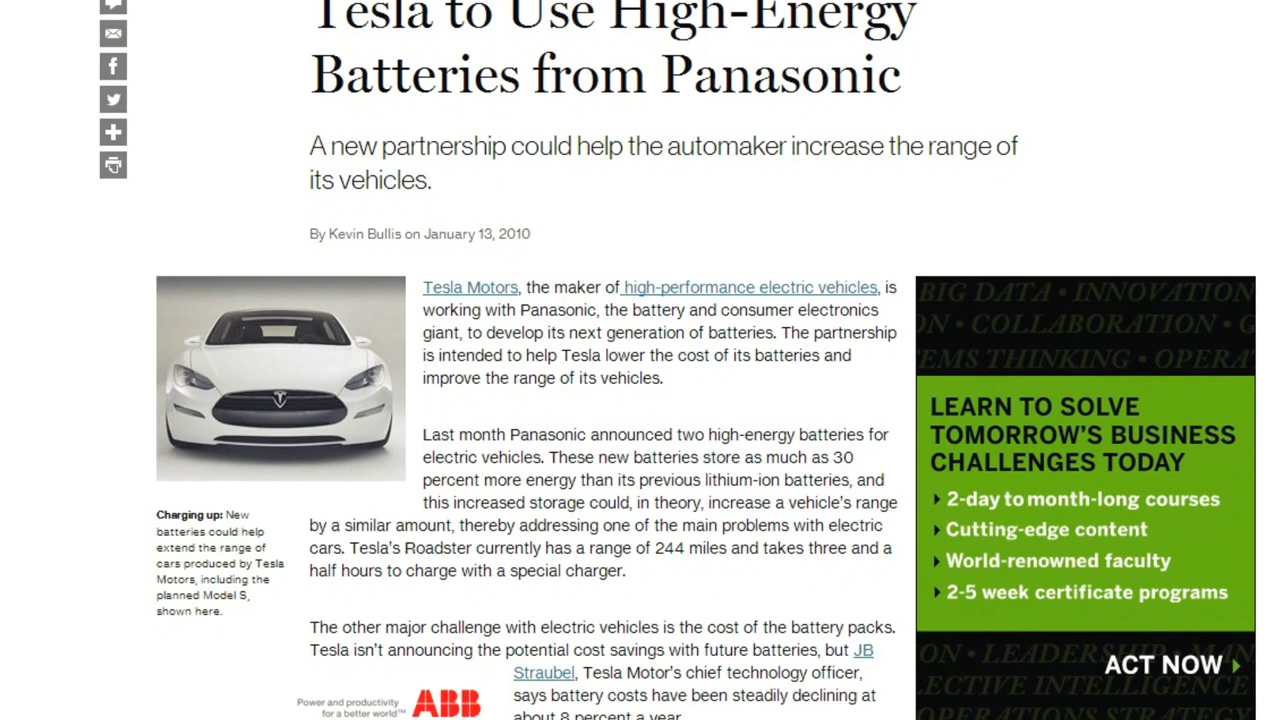 Tesla to Use High-Energy
Batteries from Panasonic
A new partnership could help the automaker increase the range of
its vehicles.
By Kevin Bullis on January 13, 2010
Tesla Motors, the maker of high-performance electric vehicles, is
working with Panasonic, the battery and consumer electronics
giant, to develop its next generation of batteries. The partnership
is intended to help Tesla lower the cost of its batteries and
improve the range of its vehicles.
Last month Panasonic announced two high-energy batteries for
electric vehicles. These new batteries store as much as 30
percent more energy than its previous lithium-ion batteries, and
this increased storage could, in theory, increase a vehicle's range
by a similar amount, thereby addressing one of the main problems with electric
cars. Tesla's Roadster currently has a range of 244 miles and takes three and a
half hours to charge with a special charger.
Charging up: New
batteries could help
extend the range of
cars produced by Tesla
Motors, including the
planned Model S,
shown here.
The other major challenge with electric vehicles is the cost of the battery packs.
Tesla isn't announcing the potential cost savings with future batteries, but JB
Straubel, Tesla Motor's chief technology officer,
says battery costs have been steadily declining at
about 8 percent a year.
Power and productivity
for a better world™
ABB
BIG DATA • INNOVATION
ON • COLLABORATION • G
EMS THINKING • OPERA
LEARN TO SOLVE
TOMORROW'S BUSINESS
CHALLENGES TODAY
2-day to month-long courses
Cutting-edge content
World-renowned faculty
2-5 week certificate programs
ON • LEADERSHIP • MAN
ACT NOW
LECTIVE INTELLIGENCE
OPERATIONS STRATEGY